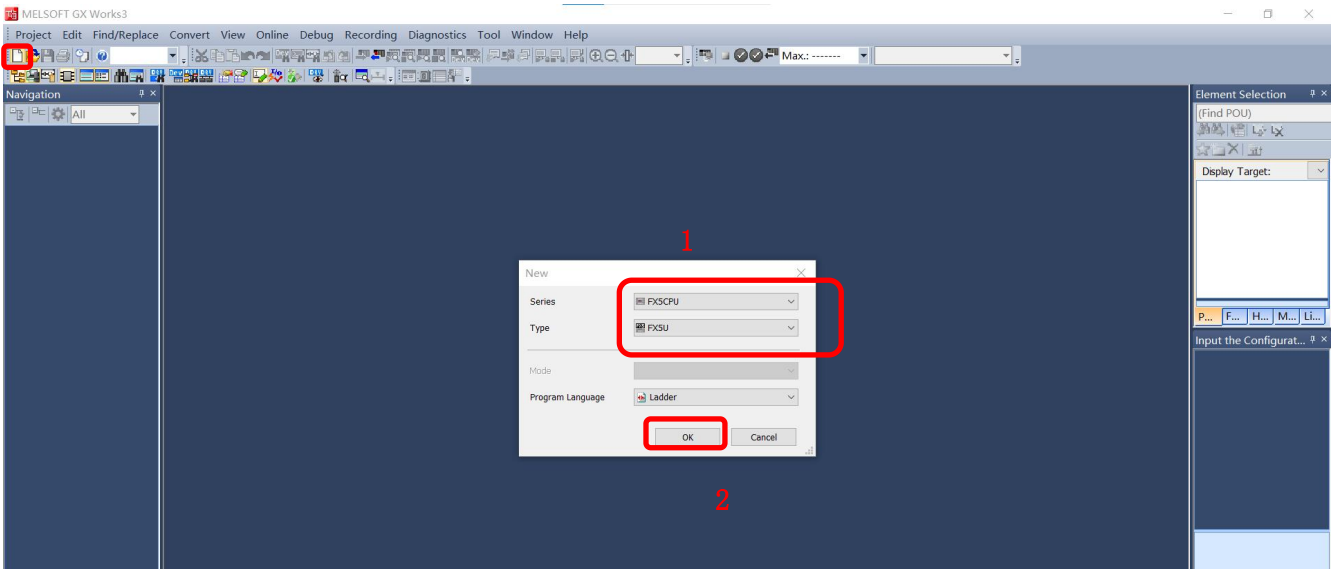 MELSOFT GX Works3
Project Edit Find/Replace Convert View Online Debug Recording Diagnostics Tool Window Help
Max.: -------
Navigation
All
Element Selection
(Find POU)
Display Target:
P... F... H... M... Li...
Input the Configurat...
1
New
Series FX5CPU
Type FX5U
Mode
Program Language Ladder
OK Cancel
2